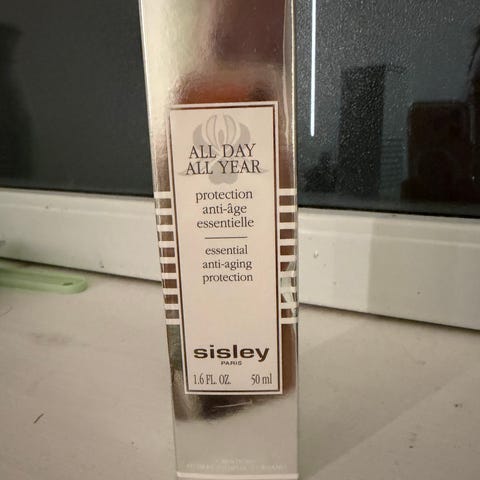 ALL DAY
ALL YEAR
protection
anti-âge
essentielle
essential
anti-aging
protection
sisley
PARIS
1.6 FL. OZ. 50 ml